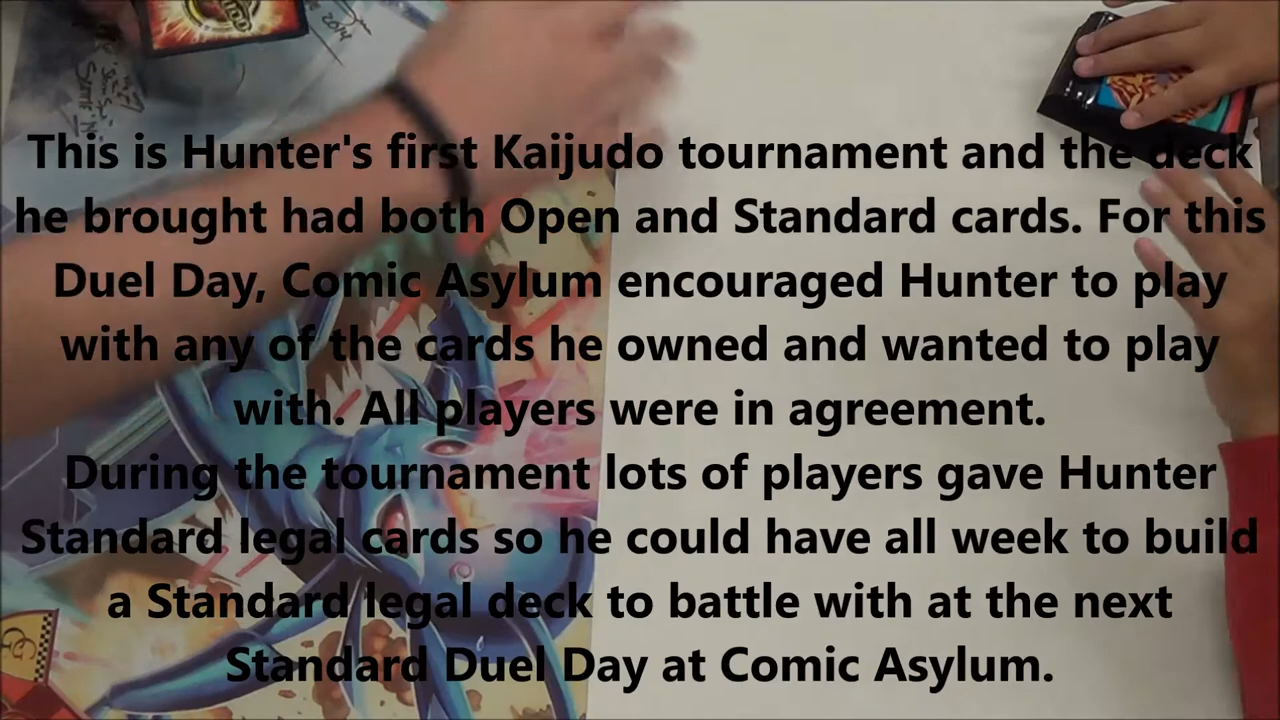 2014
This is Hunter's first Kaijudo tournament and the deck
he brought had both Open and Standard cards. For this
Duel Day, Comic Asylum encouraged Hunter to play
with any of the cards he owned and wanted to play
with. All players were in agreement.
During the tournament lots of players gave Hunter
Standard legal cards so he could have all week to build
a Standard legal deck to battle with at the next
Standard Duel Day at Comic Asylum.